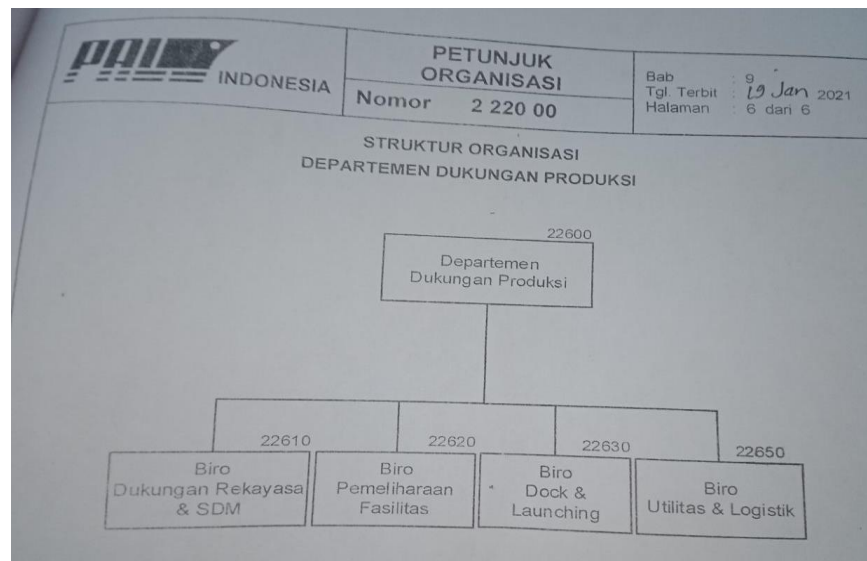 PAL
INDONESIA
PETUNJUK
ORGANISASI
Nomor 2 220 00
Bab : 9
Tgl. Terbit : 19 Jan 2021
Halaman : 6 dari 6
STRUKTUR ORGANISASI
DEPARTEMEN DUKUNGAN PRODUKSI
22600
Departemen
Dukungan Produksi
22610
Biro
Dukungan Rekayasa
& SDM
22620
Biro
Pemeliharaan
Fasilitas
22630
Biro
Dock &
Launching
22650
Biro
Utilitas & Logistik